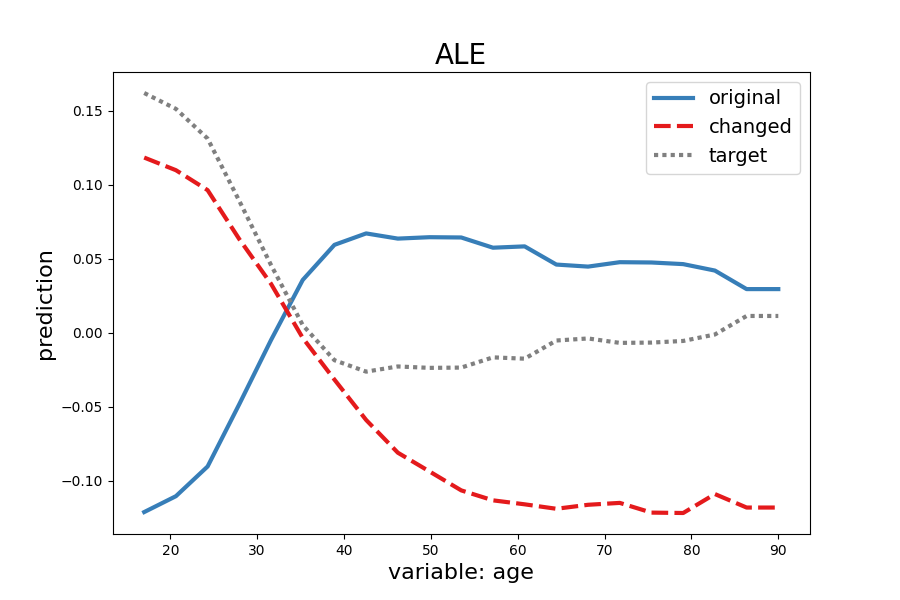 ALE
original
changed
target
0.15
0.10
0.05
0.00
−0.05
−0.10
prediction
20 30 40 50 60 70 80 90
variable: age